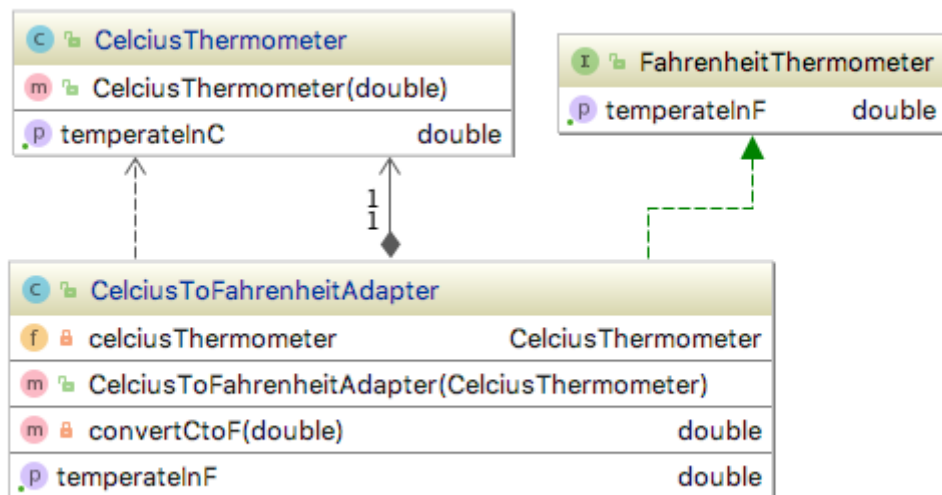 C CelciusThermometer
m CelciusThermometer(double)
p temperateInC double
I FahrenheitThermometer
p temperateInF double
1
1
C CelciusToFahrenheitAdapter
f celciusThermometer CelciusThermometer
m CelciusToFahrenheitAdapter(CelciusThermometer)
m convertCtoF(double) double
p temperateInF double